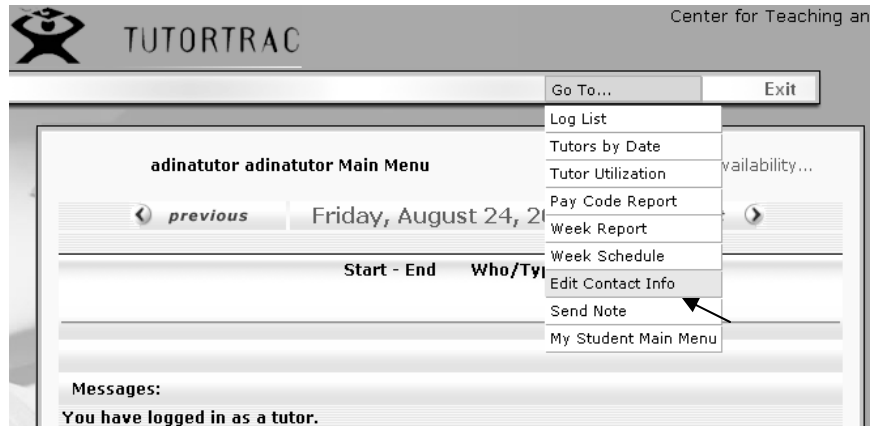 Center for Teaching an
TUTORTRAC
Go To... Exit
Log List
Tutors by Date
Tutor Utilization
Pay Code Report
Week Report
Week Schedule
Edit Contact Info
Send Note
My Student Main Menu
adinatutor adinatutor Main Menu
previous Friday, August 24, 2
Start - End Who/Ty
Messages:
You have logged in as a tutor.